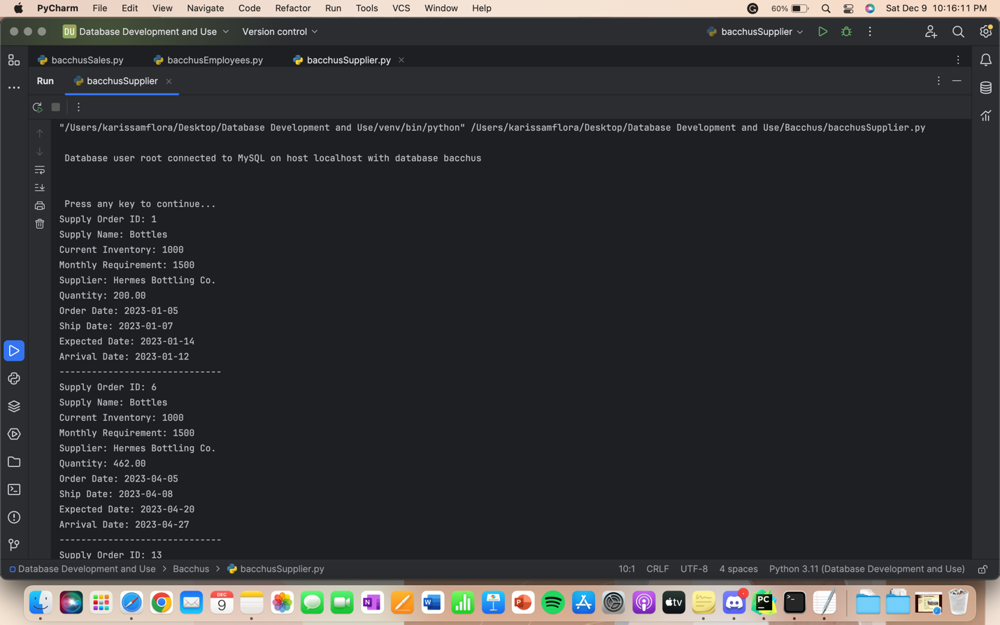 PyCharm File Edit View Navigate Code Refactor Run Tools VCS Window Help 60% Sat Dec 9 10:16:11 PM
DU Database Development and Use Version control bacchusSupplier
bacchusSales.py bacchusEmployees.py bacchusSupplier.py
Run bacchusSupplier
"/Users/karissamflora/Desktop/Database Development and Use/venv/bin/python" /Users/karissamflora/Desktop/Database Development and Use/Bacchus/bacchusSupplier.py
Database user root connected to MySQL on host localhost with database bacchus
Press any key to continue...
Supply Order ID: 1
Supply Name: Bottles
Current Inventory: 1000
Monthly Requirement: 1500
Supplier: Hermes Bottling Co.
Quantity: 200.00
Order Date: 2023-01-05
Ship Date: 2023-01-07
Expected Date: 2023-01-14
Arrival Date: 2023-01-12
------------------------------
Supply Order ID: 6
Supply Name: Bottles
Current Inventory: 1000
Monthly Requirement: 1500
Supplier: Hermes Bottling Co.
Quantity: 462.00
Order Date: 2023-04-05
Ship Date: 2023-04-08
Expected Date: 2023-04-20
Arrival Date: 2023-04-27
------------------------------
Supply Order ID: 13
Database Development and Use > Bacchus > bacchusSupplier.py 10:1 CRLF UTF-8 4 spaces Python 3.11 (Database Development and Use)
DEC
9
N
W
P
tv
PC
>_